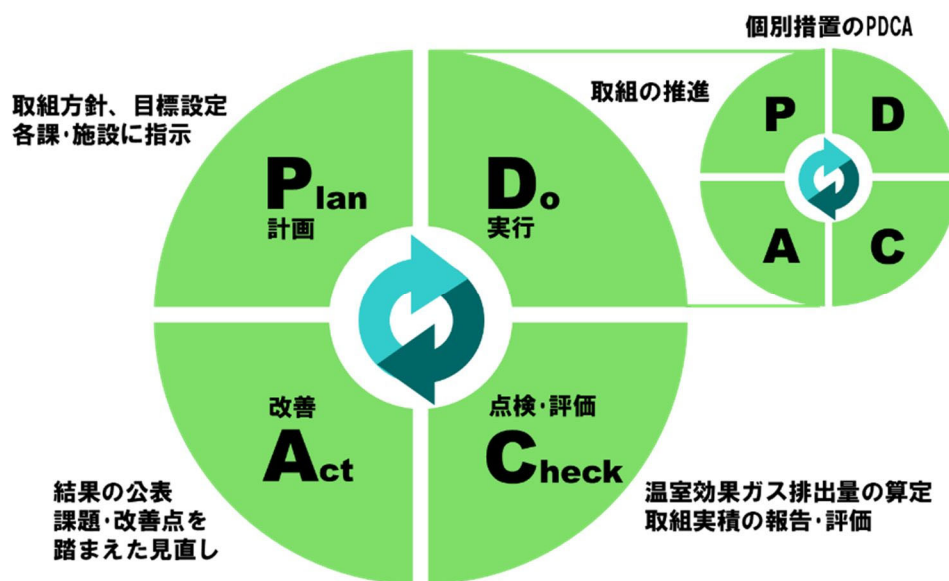 個別措置のPDCA
取組方針、目標設定
各課･施設に指示
取組の推進
P
D
A
C
Plan
計画
Do
実行
改善
Act
点検･評価
Check
結果の公表
課題･改善点を
踏まえた見直し
温室効果ガス排出量の算定
取組実積の報告･評価